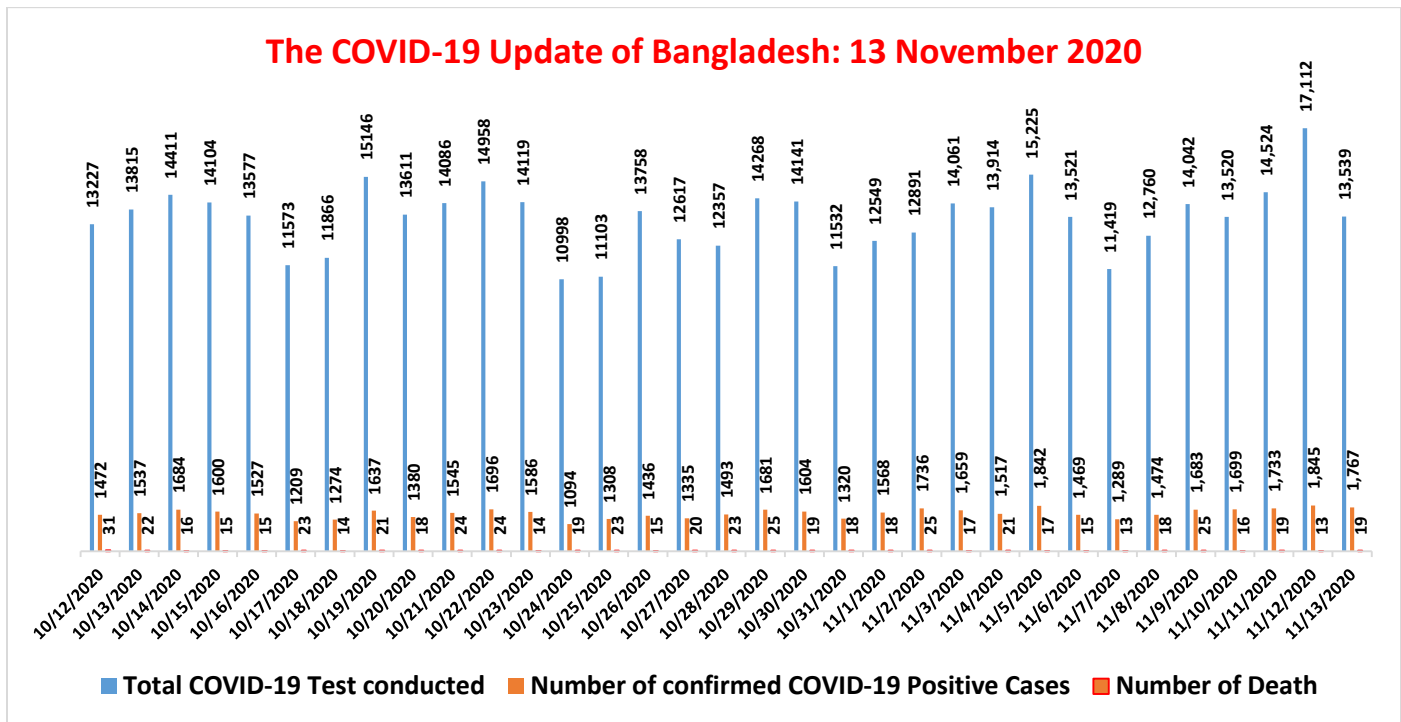 The COVID-19 Update of Bangladesh: 13 November 2020
13227 13815 14411 14104 13577 11573 11866 15146 13611 14086 14958 14119 10998 11103 13758 12617 12357 14268 14141 11532 12549 12891 14,061 13,914 15,225 13,521 11,419 12,760 14,042 13,520 14,524 17,112 13,539
1472 1537 1684 1600 1527 1209 1274 1637 1380 1545 1696 1586 1094 1308 1436 1335 1493 1681 1604 1320 1568 1736 1,659 1,517 1,842 1,469 1,289 1,474 1,683 1,699 1,733 1,845 1,767
31 22 16 15 15 23 14 21 18 24 24 14 19 23 15 20 23 25 19 18 18 25 17 21 17 15 13 18 25 16 19 13 19
10/12/2020 10/13/2020 10/14/2020 10/15/2020 10/16/2020 10/17/2020 10/18/2020 10/19/2020 10/20/2020 10/21/2020 10/22/2020 10/23/2020 10/24/2020 10/25/2020 10/26/2020 10/27/2020 10/28/2020 10/29/2020 10/30/2020 10/31/2020 11/1/2020 11/2/2020 11/3/2020 11/4/2020 11/5/2020 11/6/2020 11/7/2020 11/8/2020 11/9/2020 11/10/2020 11/11/2020 11/12/2020 11/13/2020
Total COVID-19 Test conducted Number of confirmed COVID-19 Positive Cases Number of Death